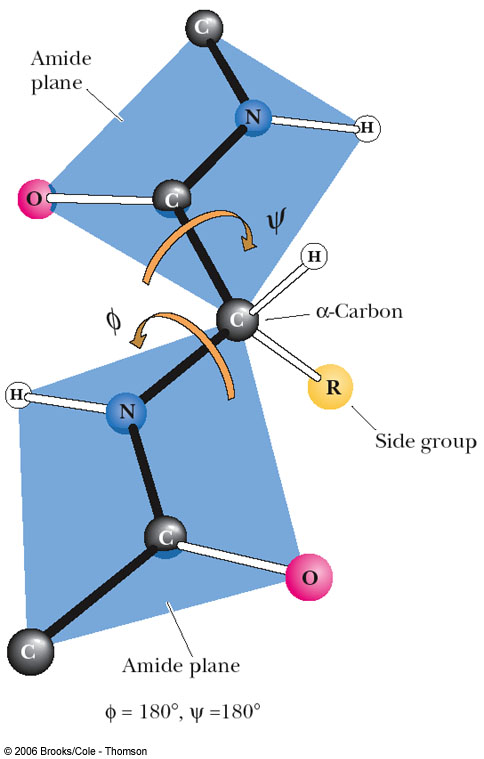 C
Amide
plane
N
H
O
C
ψ
H
α-Carbon
C
ϕ
R
H
N
Side group
C
O
C
Amide plane
ϕ = 180°, ψ =180°
© 2006 Brooks/Cole - Thomson